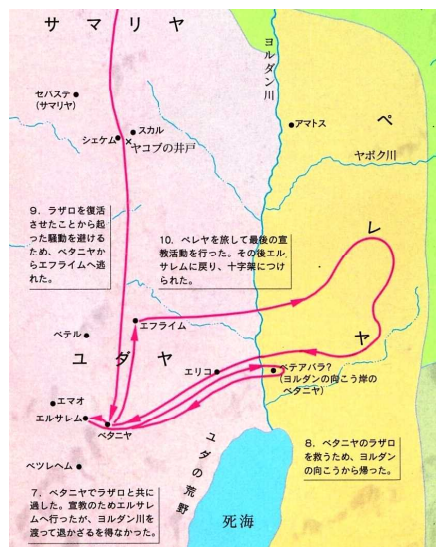 サマリヤ
ヨルダン川
セバステ
(サマリヤ)
スカル
シェケム
ヤコブの井戸
アマトス
ペレヤ
ヤボク川
9. ラザロを復活
させたことから起
った騒動を避ける
ため、ベタニヤか
らエフライムへ逃
れた。
10. ペレヤを旅して最後の宣
教活動を行った。その後エル
サレムに戻り、十字架につけ
られた。
エフライム
ベテル
ユダヤ
エリコ
ベテアバラ?
(ヨルダンの向こう岸の
ベタニヤ)
エマオ
エルサレム
ベタニヤ
ベツレヘム
ユダの荒野
8. ベタニヤのラザロ
を救うため、ヨルダン
の向こうから帰った。
7. ベタニヤでラザロと共に
過した。宣教のためエルサレ
ムへ行ったが、ヨルダン川を
渡って退かざるを得なかった。
死海